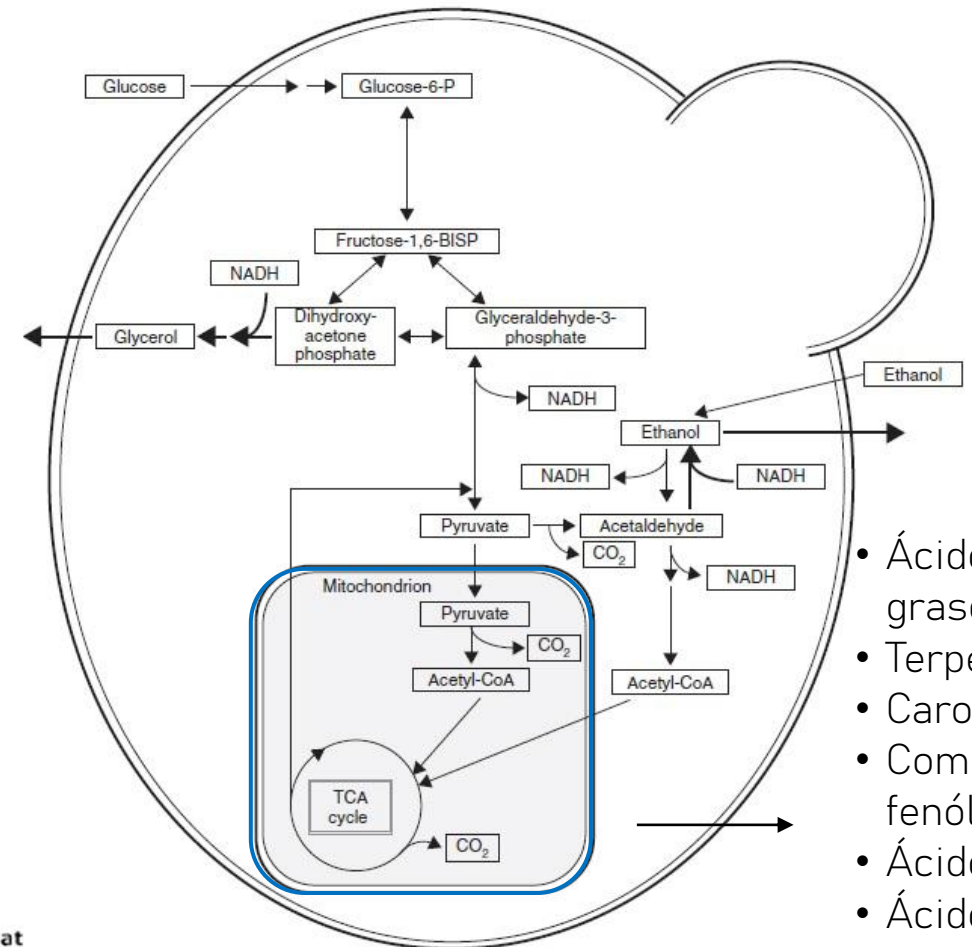 Glucose
Glucose-6-P
Fructose-1,6-BISP
NADH
Glycerol
Dihydroxy-
acetone
phosphate
Glyceraldehyde-3-
phosphate
NADH
Ethanol
Ethanol
NADH
NADH
Pyruvate
Acetaldehyde
CO₂
NADH
Mitochondrion
Pyruvate
CO₂
Acetyl-CoA
Acetyl-CoA
TCA
cycle
CO₂
• Ácido
• Terpe
• Caro
• Com
• Ácido
• Ácido
at